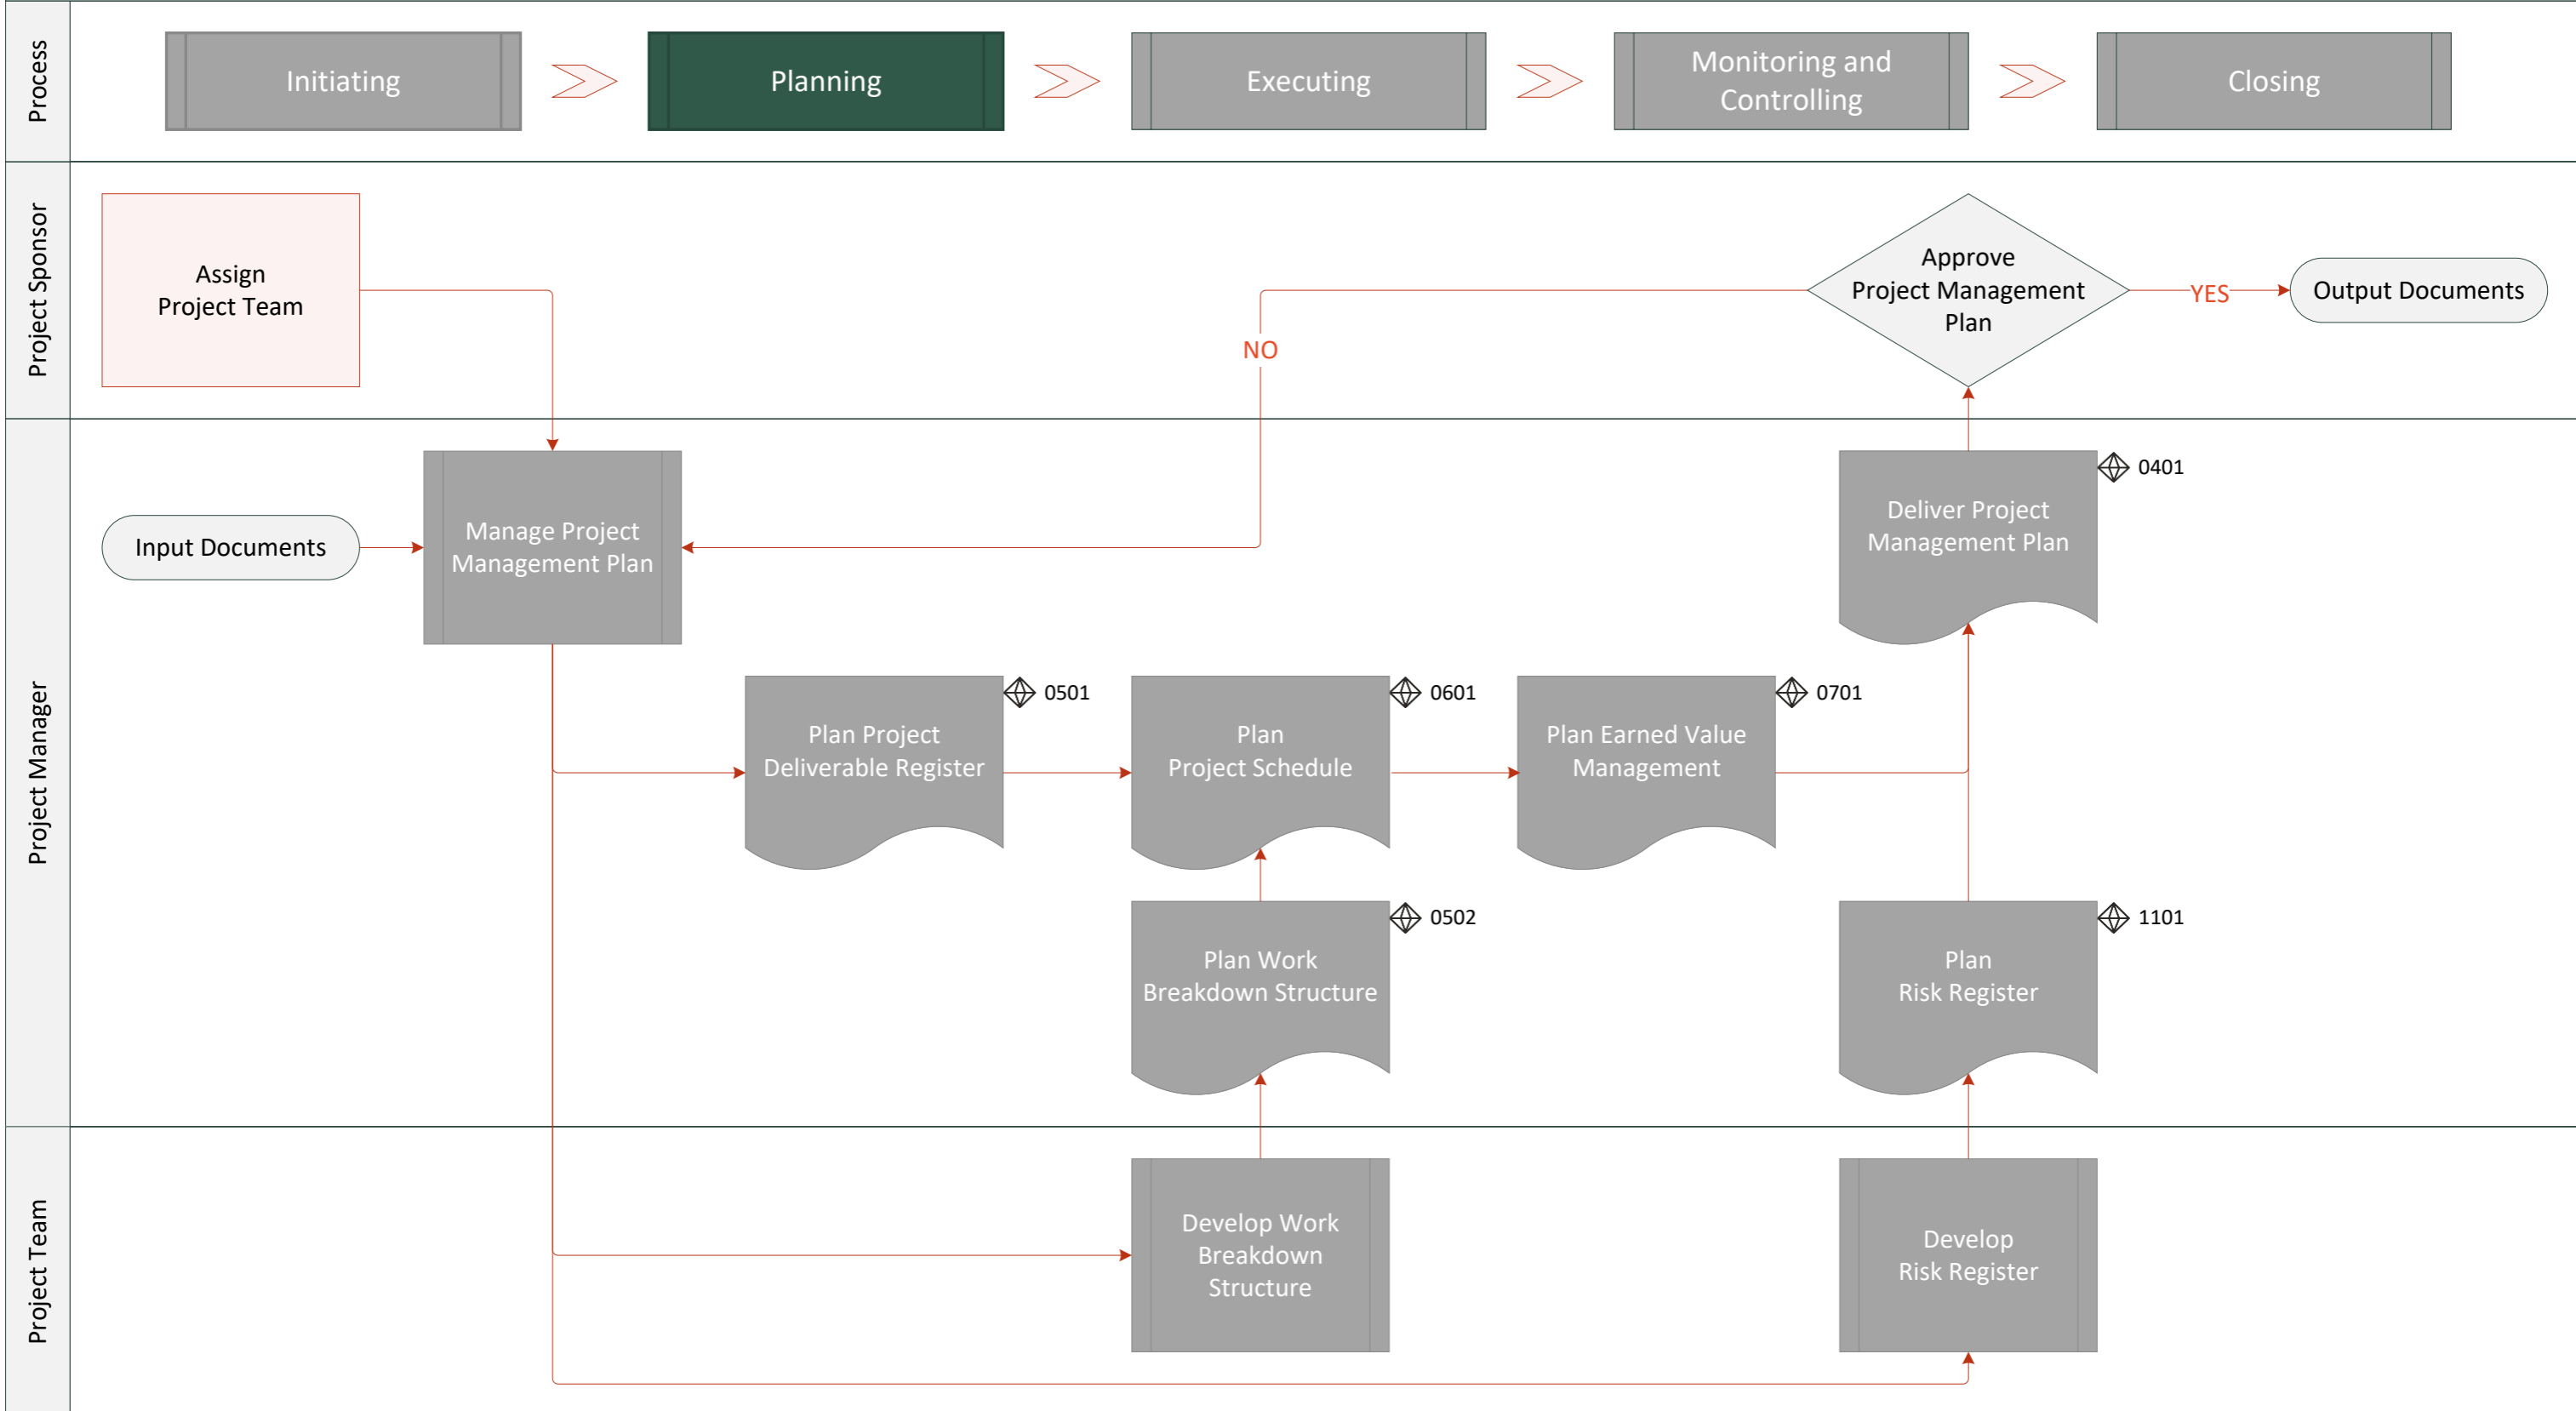 Process
Initiating
Planning
Executing
Monitoring and
Controlling
Closing
Project Sponsor
Assign
Project Team
NO
Approve
Project Management
Plan
YES
Output Documents
Project Manager
Input Documents
Manage Project
Management Plan
Deliver Project
Management Plan
0401
Plan Project
Deliverable Register
0501
Plan
Project Schedule
0601
Plan Earned Value
Management
0701
Plan Work
Breakdown Structure
0502
Plan
Risk Register
1101
Project Team
Develop Work
Breakdown
Structure
Develop
Risk Register